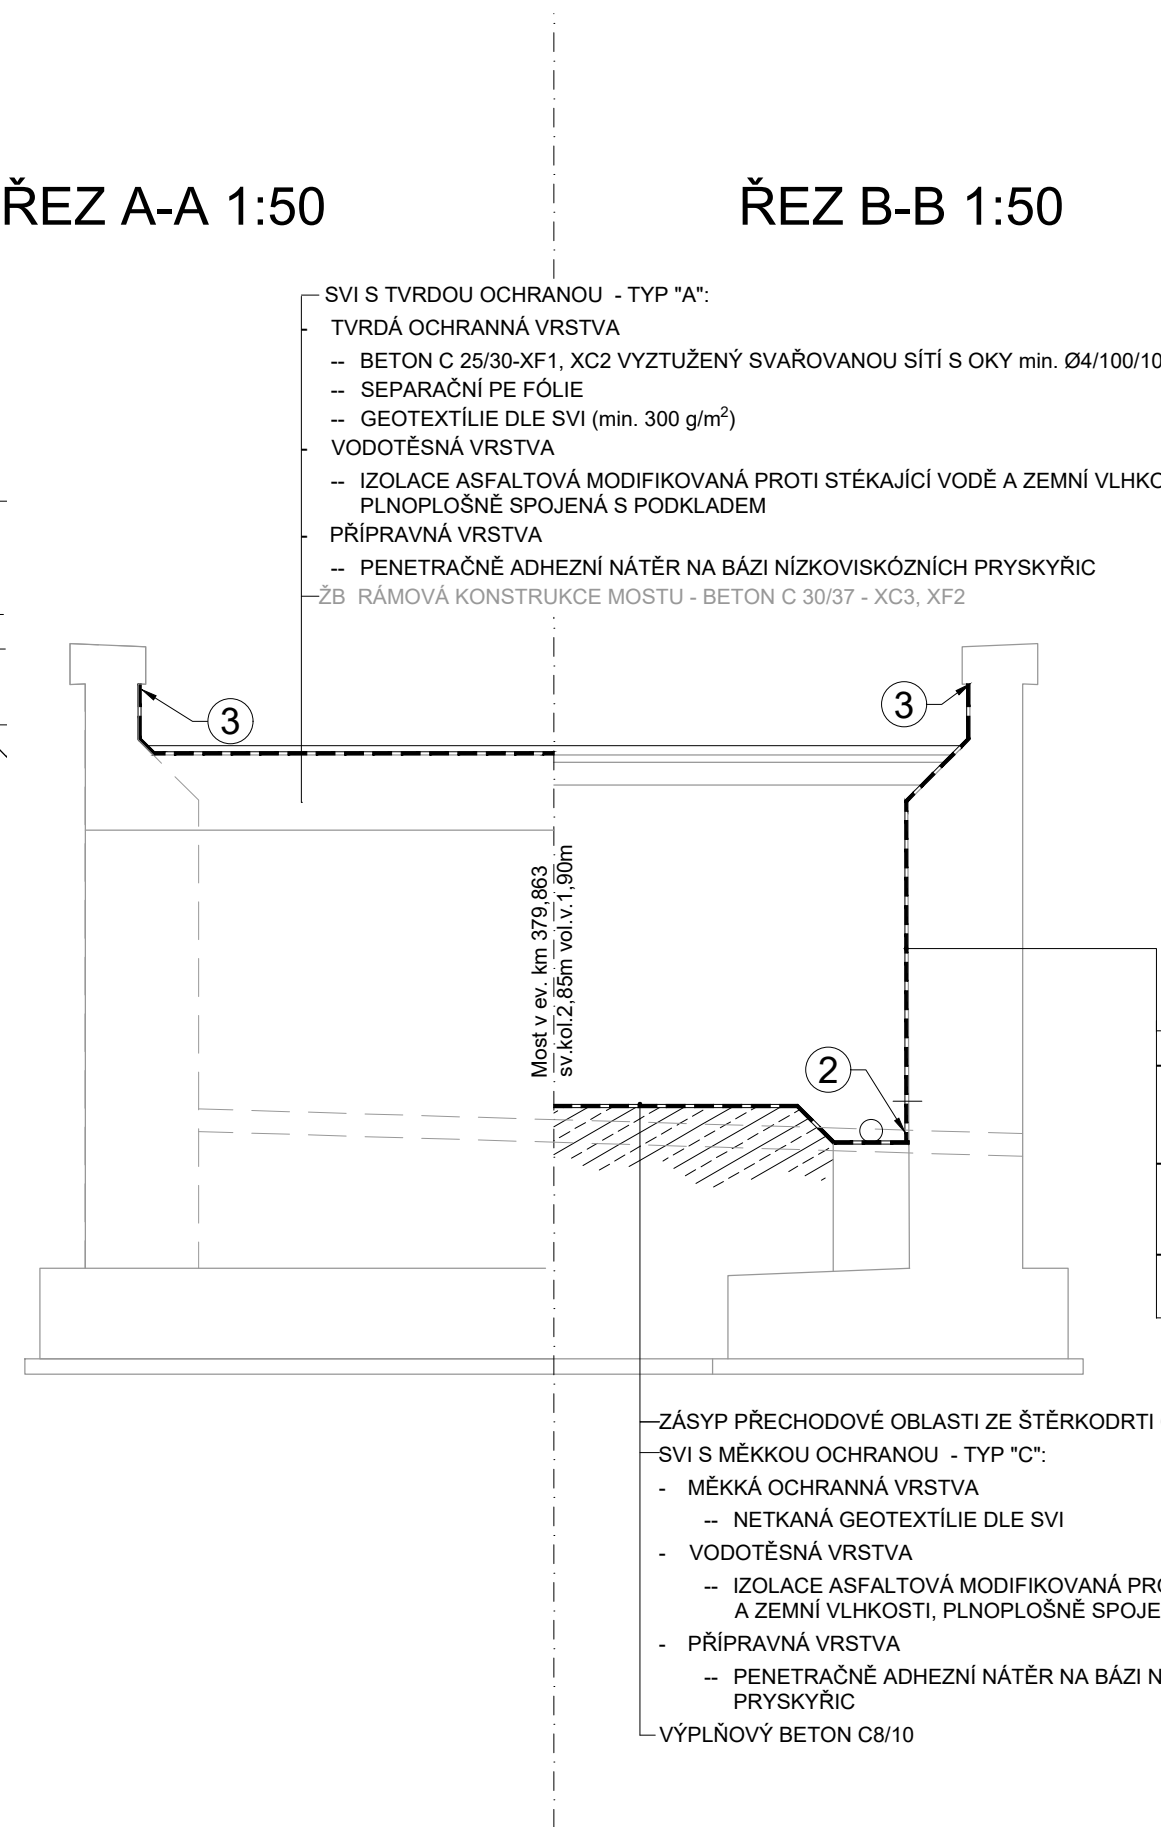 ŘEZ A-A 1:50
ŘEZ B-B 1:50
SVI S TVRDOU OCHRANOU - TYP "A":
- TVRDÁ OCHRANNÁ VRSTVA
-- BETON C 25/30-XF1, XC2 VYZTUŽENÝ SVAŘOVANOU SÍTÍ S OKY min. Ø4/100/10
-- SEPARAČNÍ PE FÓLIE
-- GEOTEXTÍLIE DLE SVI (min. 300 g/m²)
- VODOTĚSNÁ VRSTVA
-- IZOLACE ASFALTOVÁ MODIFIKOVANÁ PROTI STÉKAJÍCÍ VODĚ A ZEMNÍ VLHKO
PLNOPLOŠNĚ SPOJENÁ S PODKLADEM
- PŘÍPRAVNÁ VRSTVA
-- PENETRAČNĚ ADHEZNÍ NÁTĚR NA BÁZI NÍZKOVISKÓZNÍCH PRYSKYŘIC
ŽB RÁMOVÁ KONSTRUKCE MOSTU - BETON C 30/37 - XC3, XF2
3
3
Most v ev. km 379,863
sv.kol.2,85m vol.v.1,90m
2
ZÁSYP PŘECHODOVÉ OBLASTI ZE ŠTĚRKODRTI
SVI S MĚKKOU OCHRANOU - TYP "C":
- MĚKKÁ OCHRANNÁ VRSTVA
-- NETKANÁ GEOTEXTÍLIE DLE SVI
- VODOTĚSNÁ VRSTVA
-- IZOLACE ASFALTOVÁ MODIFIKOVANÁ PRO
A ZEMNÍ VLHKOSTI, PLNOPLOŠNĚ SPOJE
- PŘÍPRAVNÁ VRSTVA
-- PENETRAČNĚ ADHEZNÍ NÁTĚR NA BÁZI N
PRYSKYŘIC
VÝPLŇOVÝ BETON C8/10